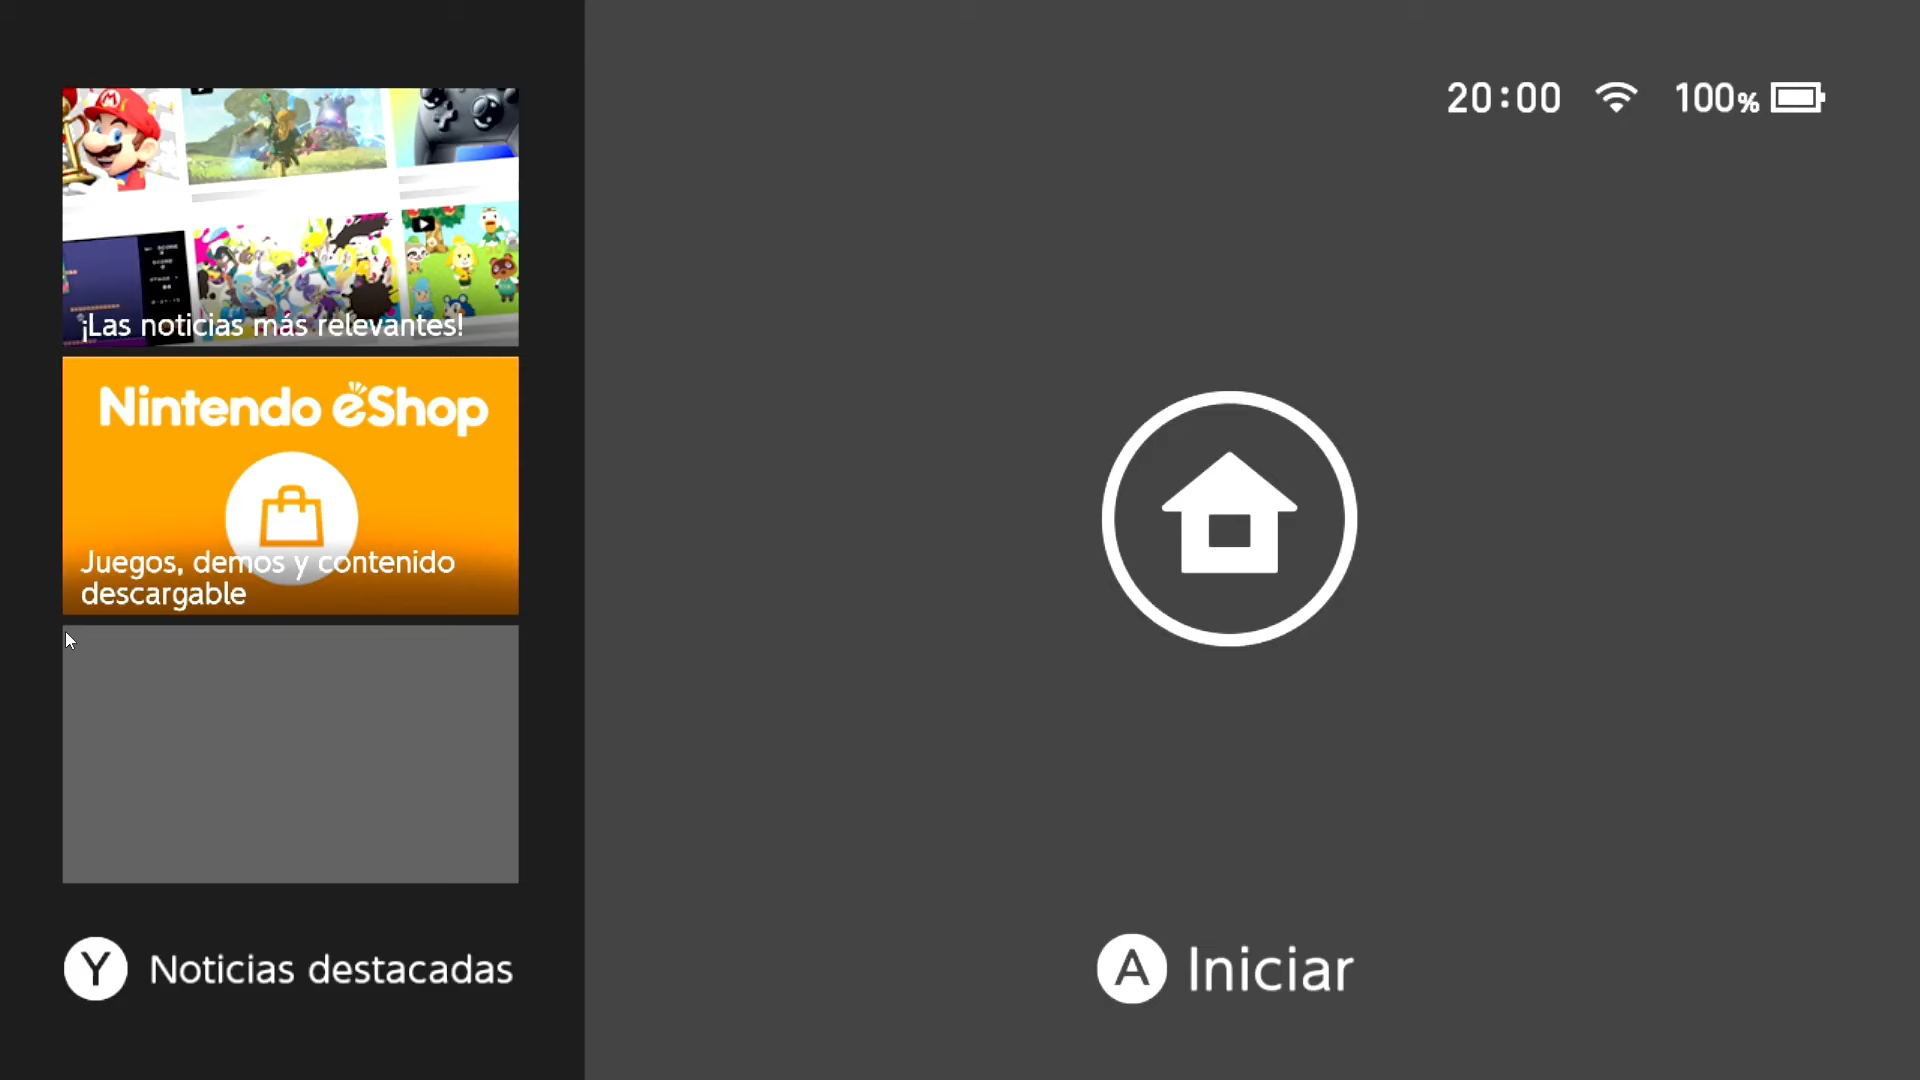 20:00
100%
¡Las noticias más relevantes!
Nintendo eShop
Juegos, demos y contenido
descargable
Y Noticias destacadas
A Iniciar